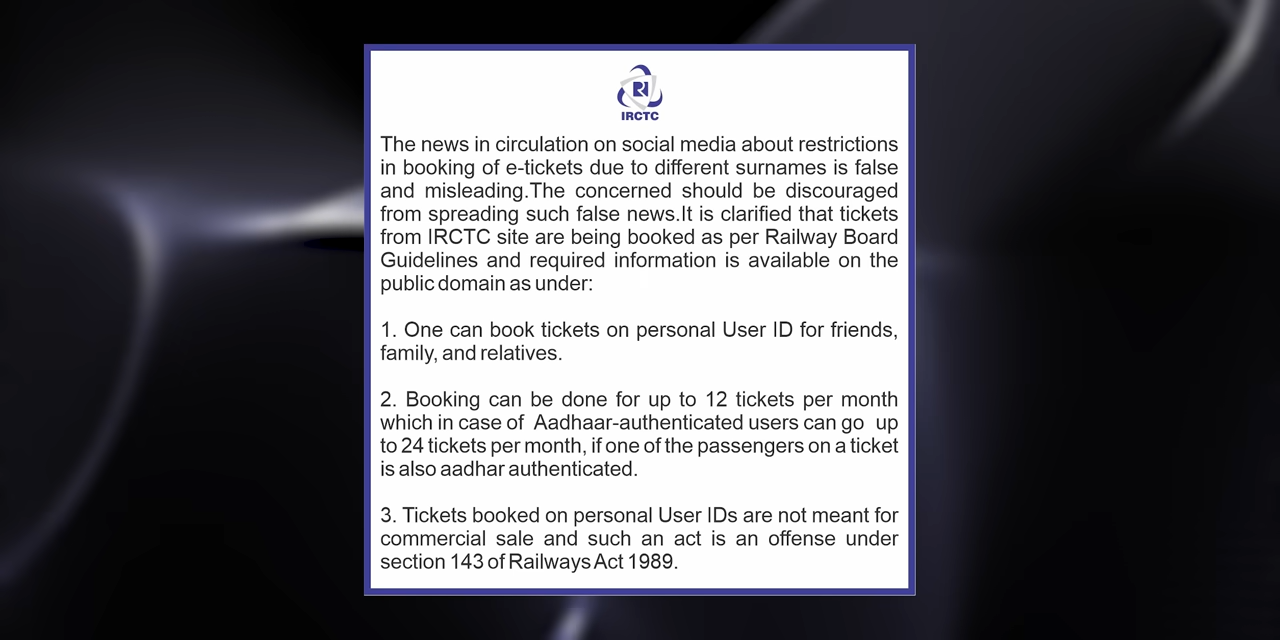 IRCTC
The news in circulation on social media about restrictions
in booking of e-tickets due to different surnames is false
and misleading.The concerned should be discouraged
from spreading such false news.It is clarified that tickets
from IRCTC site are being booked as per Railway Board
Guidelines and required information is available on the
public domain as under:
1. One can book tickets on personal User ID for friends,
family, and relatives.
2. Booking can be done for up to 12 tickets per month
which in case of Aadhaar-authenticated users can go up
to 24 tickets per month, if one of the passengers on a ticket
is also aadhar authenticated.
3. Tickets booked on personal User IDs are not meant for
commercial sale and such an act is an offense under
section 143 of Railways Act 1989.